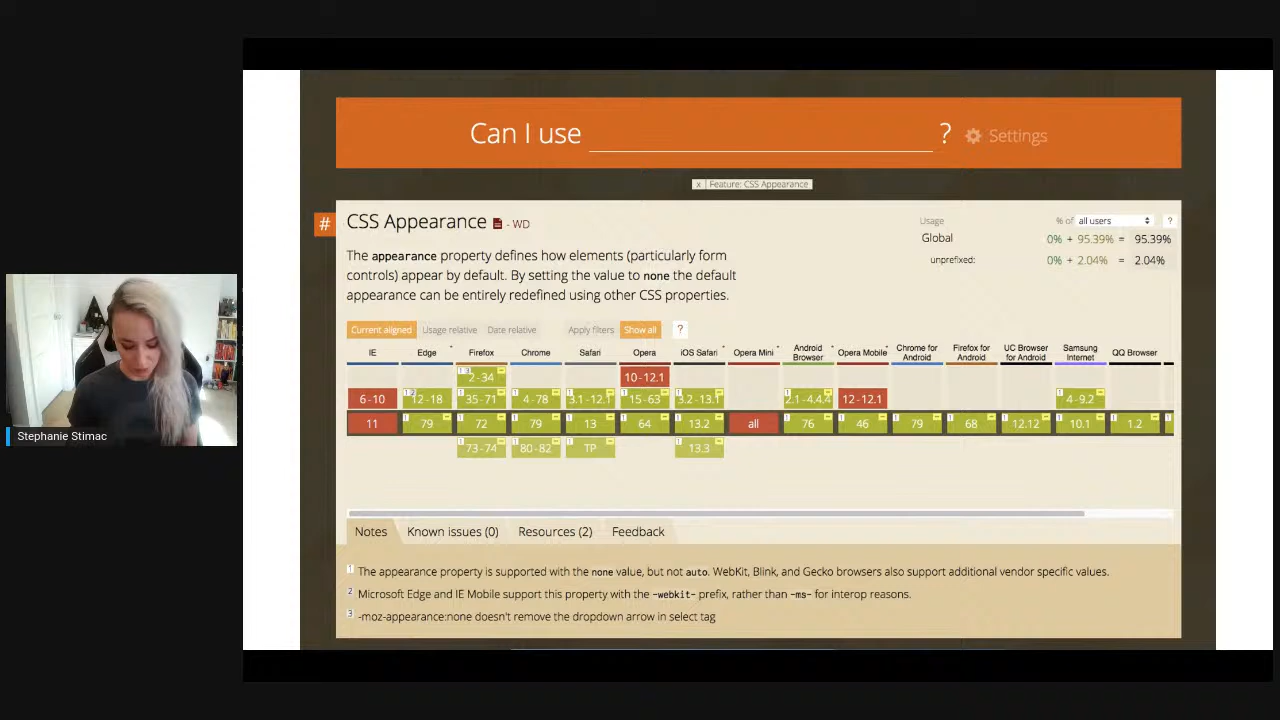 Can I use ? Settings
x | Feature: CSS Appearance
# CSS Appearance - WD
Usage % of all users ?
Global 0% + 95.39% = 95.39%
unprefixed: 0% + 2.04% = 2.04%
The appearance property defines how elements (particularly form
controls) appear by default. By setting the value to none the default
appearance can be entirely redefined using other CSS properties.
Current aligned Usage relative Date relative Apply filters Show all ?
IE Edge Firefox Chrome Safari Opera iOS Safari Opera Mini Android Browser Opera Mobile Chrome for Android Firefox for Android UC Browser for Android Samsung Internet QQ Browser
2-34 10-12.1
6-10 12-18 35-71 4-78 3.1-12.1 15-63 3.2-13.1 2.1-4.4.4 12-12.1 4-9.2
11 79 72 79 13 64 13.2 all 76 46 79 68 12.12 10.1 1.2
73-74 80-82 TP 13.3
Notes Known issues (0) Resources (2) Feedback
1 The appearance property is supported with the none value, but not auto. WebKit, Blink, and Gecko browsers also support additional vendor specific values.
2 Microsoft Edge and IE Mobile support this property with the -webkit- prefix, rather than -ms- for interop reasons.
3 -moz-appearance:none doesn't remove the dropdown arrow in select tag
Stephanie Stimac